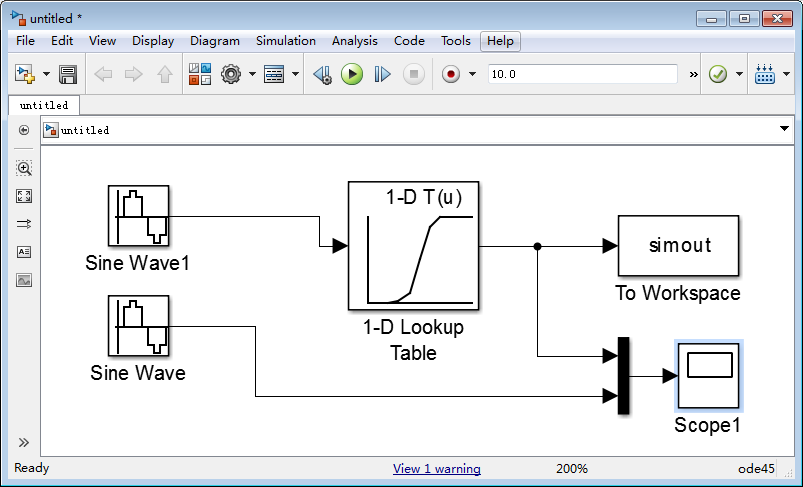 untitled *
File Edit View Display Diagram Simulation Analysis Code Tools Help
10.0
»
untitled
untitled
Sine Wave1
1-D T(u)
1-D Lookup
Table
simout
To Workspace
Sine Wave
Scope1
»
Ready View 1 warning 200% ode45